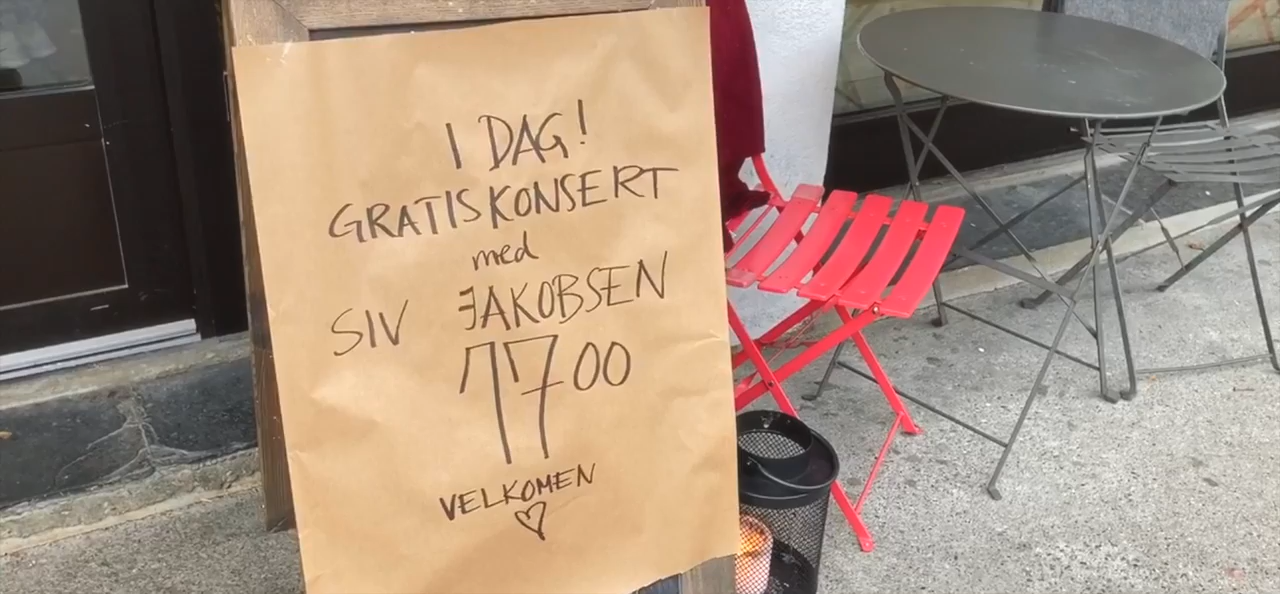 I DAG!
GRATISKONSERT
med
SIV JAKOBSEN
17 00
VELKOMEN
♡